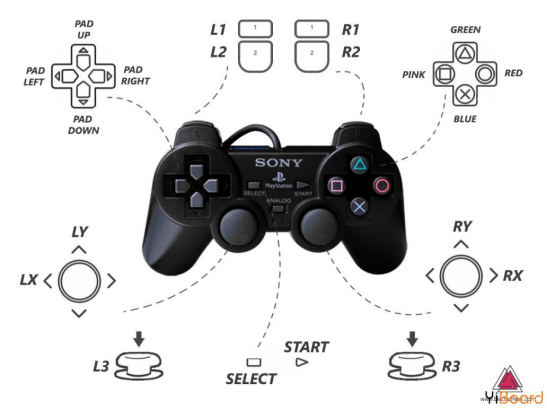 PAD
UP
L1
1
R1
1
GREEN
L2
2
R2
2
PAD
LEFT
PAD
RIGHT
PINK
RED
PAD
DOWN
BLUE
SONY
PlayStation
SELECT
START
ANALOG
LY
RY
LX
RX
START
L3
R3
SELECT
YiBoard